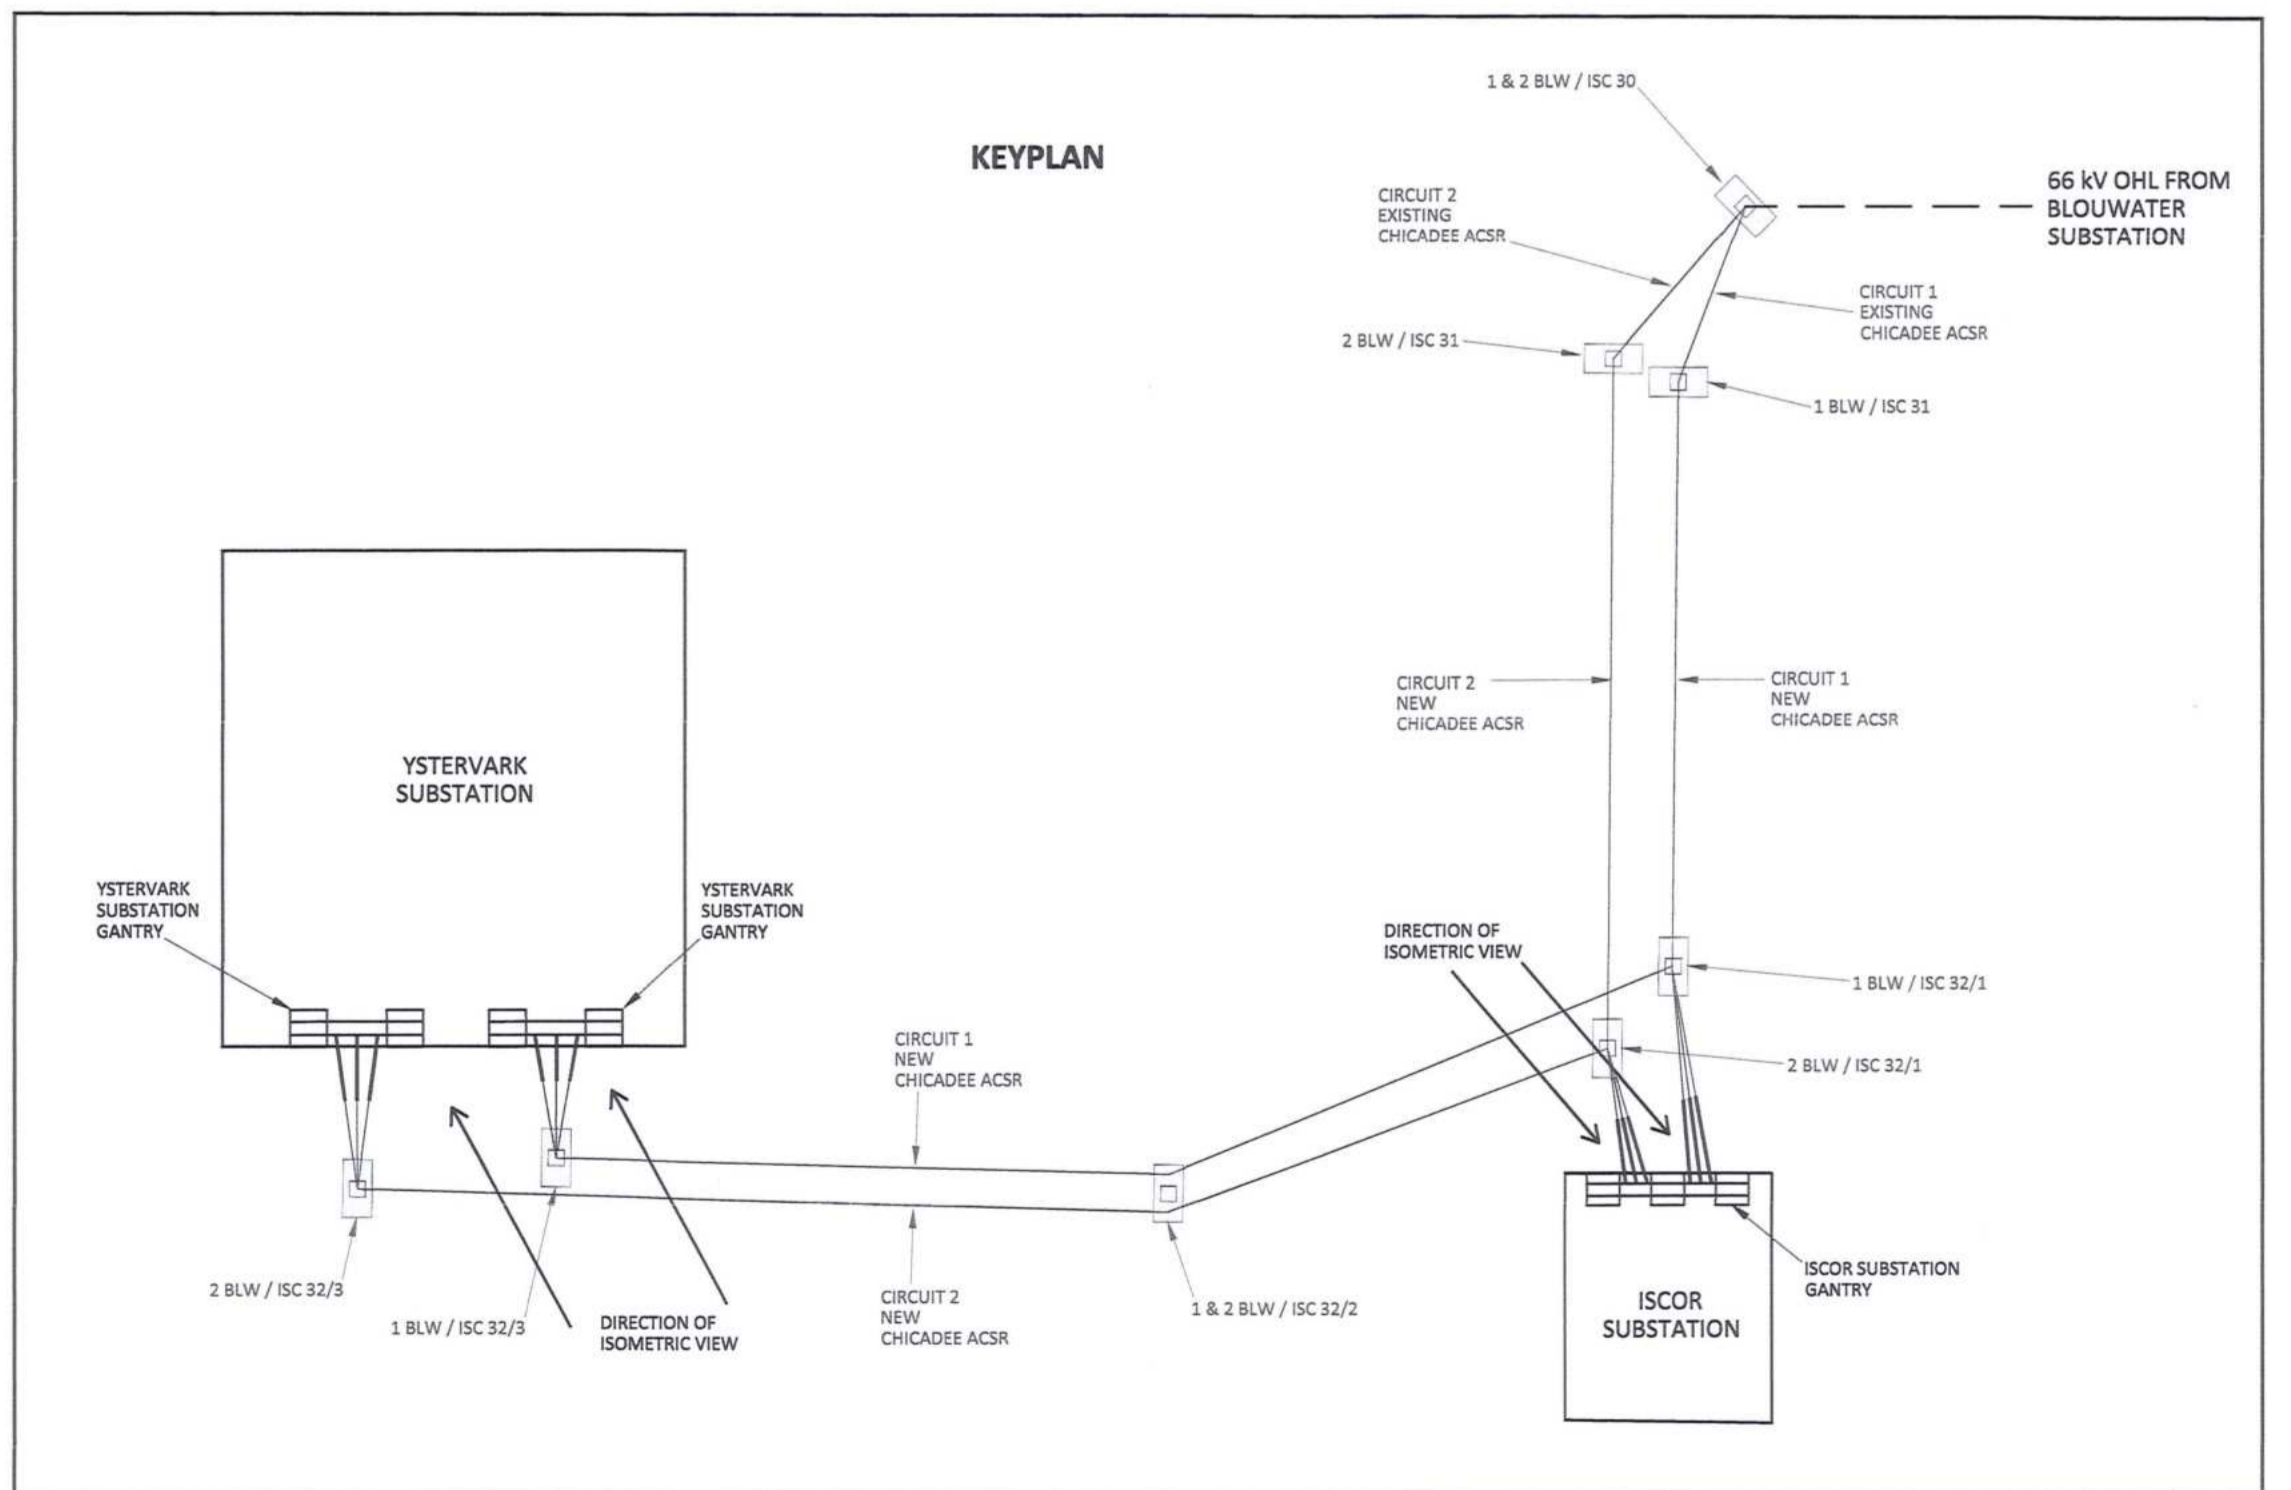 1 & 2 BLW / ISC 30
KEYPLAN
66 kV OHL FROM
BLOUWATER
SUBSTATION
CIRCUIT 2
EXISTING
CHICADEE ACSR
CIRCUIT 1
EXISTING
CHICADEE ACSR
2 BLW / ISC 31
1 BLW / ISC 31
CIRCUIT 2
NEW
CHICADEE ACSR
CIRCUIT 1
NEW
CHICADEE ACSR
YSTERVARK
SUBSTATION
YSTERVARK
SUBSTATION
GANTRY
YSTERVARK
SUBSTATION
GANTRY
DIRECTION OF
ISOMETRIC VIEW
1 BLW / ISC 32/1
CIRCUIT 1
NEW
CHICADEE ACSR
2 BLW / ISC 32/1
2 BLW / ISC 32/3
1 BLW / ISC 32/3
DIRECTION OF
ISOMETRIC VIEW
CIRCUIT 2
NEW
CHICADEE ACSR
1 & 2 BLW / ISC 32/2
ISCOR SUBSTATION
GANTRY
ISCOR
SUBSTATION